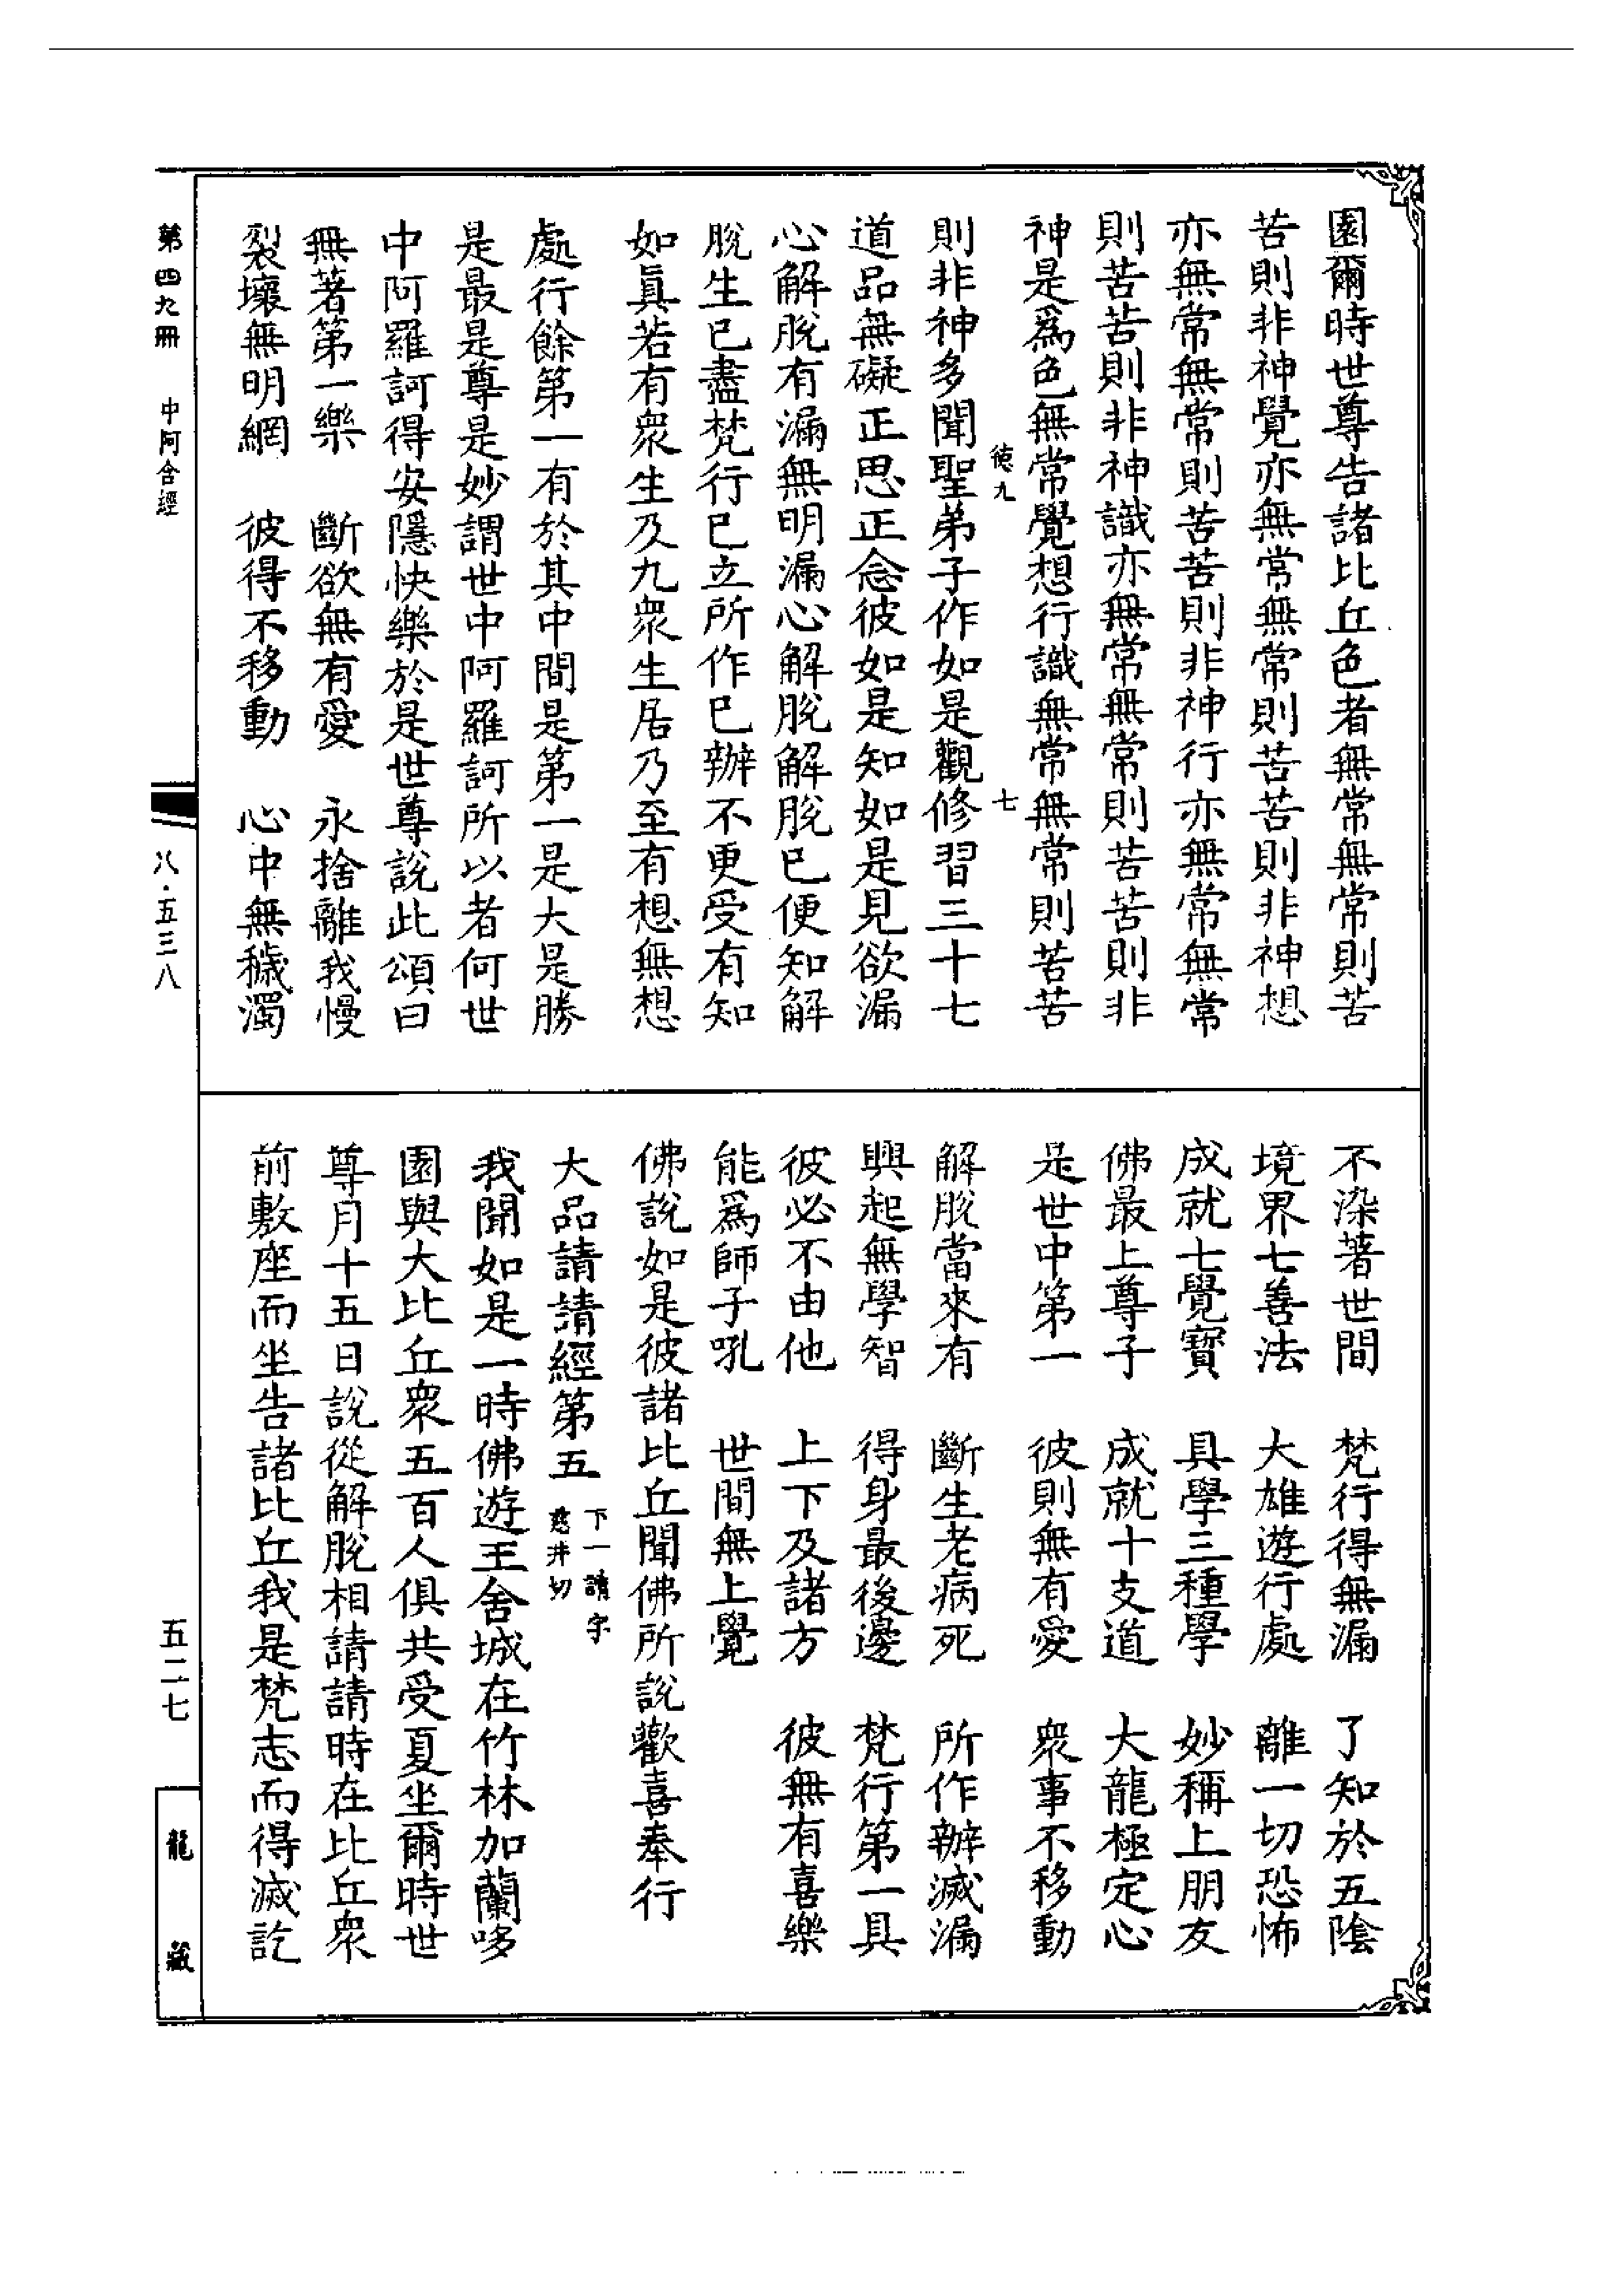 園爾時世尊告諸比丘色者無常無常則苦
苦則非神覺亦無常無常則苦苦則非神想
亦無常無常則苦苦則非神行亦無常無常
則苦苦則非神識亦無常無常則苦苦則非
神是爲色無常覺想行識無常無常則苦苦
德九 七
則非神多聞聖弟子作如是觀修習三十七
道品無礙正思正念彼如是知如是見欲漏
心解脫有漏無明漏心解脫解脫已便知解
脫生已盡梵行已立所作已辦不更受有知
如眞若有衆生及九衆生居乃至有想無想
處行餘第一有於其中間是第一是大是勝
是最是尊是妙謂世中阿羅訶所以者何世
中阿羅訶得安隱快樂於是世尊說此頌曰
無著第一樂 斷欲無有愛 永捨離我慢
裂壞無明網 彼得不移動 心中無穢濁
不染著世間 梵行得無漏 了知於五陰
境界七善法 大雄遊行處 離一切恐怖
成就七覺寶 具學三種學 妙稱上朋友
佛最上尊子 成就十支道 大龍極定心
是世中第一 彼則無有愛 衆事不移動
解脫當來有 斷生老病死 所作辦滅漏
興起無學智 得身最後邊 梵行第一具
彼必不由他 上下及諸方 彼無有喜樂
能爲師子吼 世間無上覺
佛說如是彼諸比丘聞佛所說歡喜奉行
大品請請經第五 下一請字慈井切
我聞如是一時佛遊王舍城在竹林加蘭哆
園與大比丘衆五百人俱共受夏坐爾時世
尊月十五日說從解脫相請請時在比丘衆
前敷座而坐告諸比丘我是梵志而得滅訖
第四九冊 中阿含經 八·五三八 五二七 龍藏